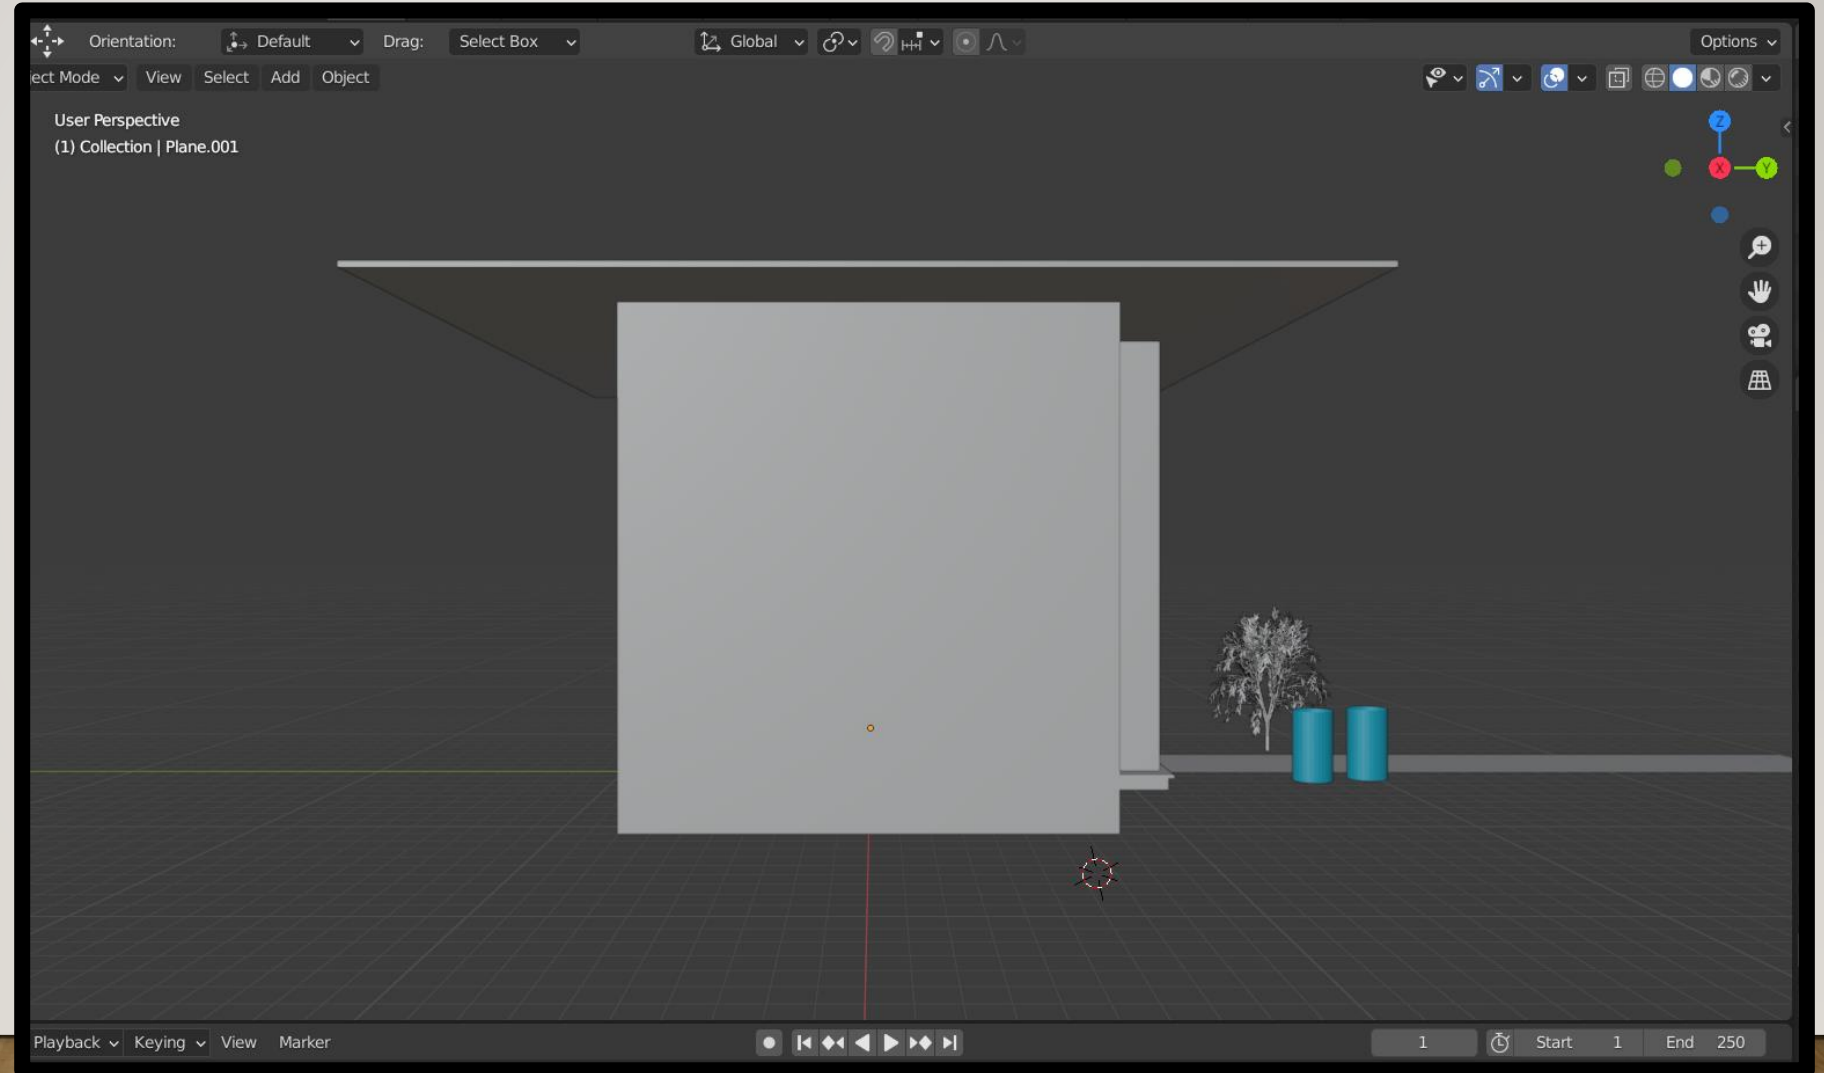 Orientation: Default Drag: Select Box Global Options
ect Mode View Select Add Object
User Perspective
(1) Collection | Plane.001
Z
X Y
Playback Keying View Marker 1 Start 1 End 250